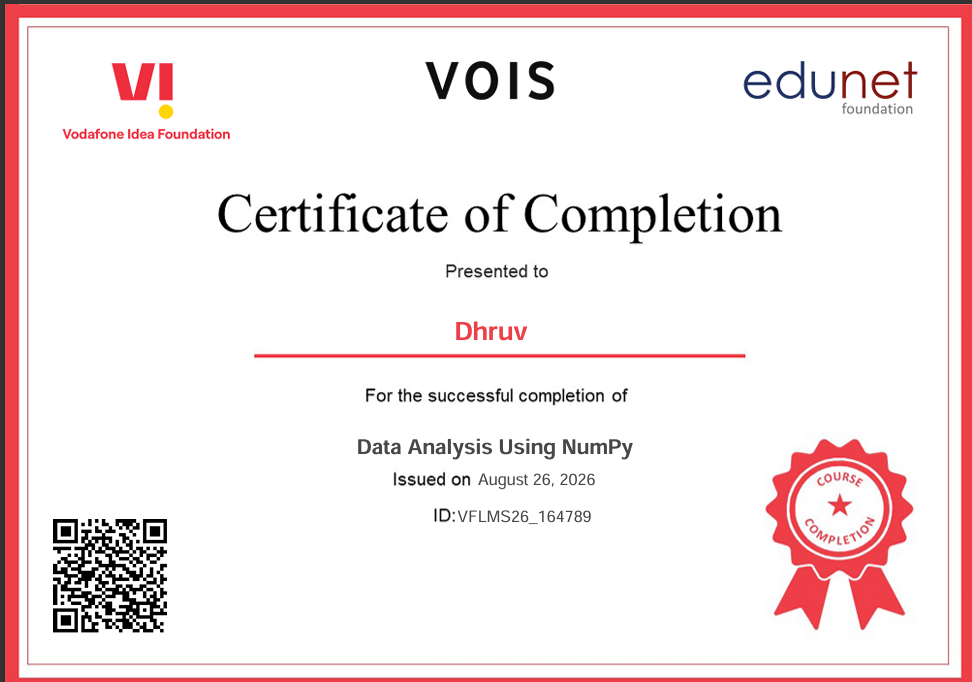 VI
Vodafone Idea Foundation
VOIS
edunet
foundation
Certificate of Completion
Presented to
Dhruv
For the successful completion of
Data Analysis Using NumPy
Issued on August 26, 2026
ID:VFLMS26_164789
COURSE
COMPLETION